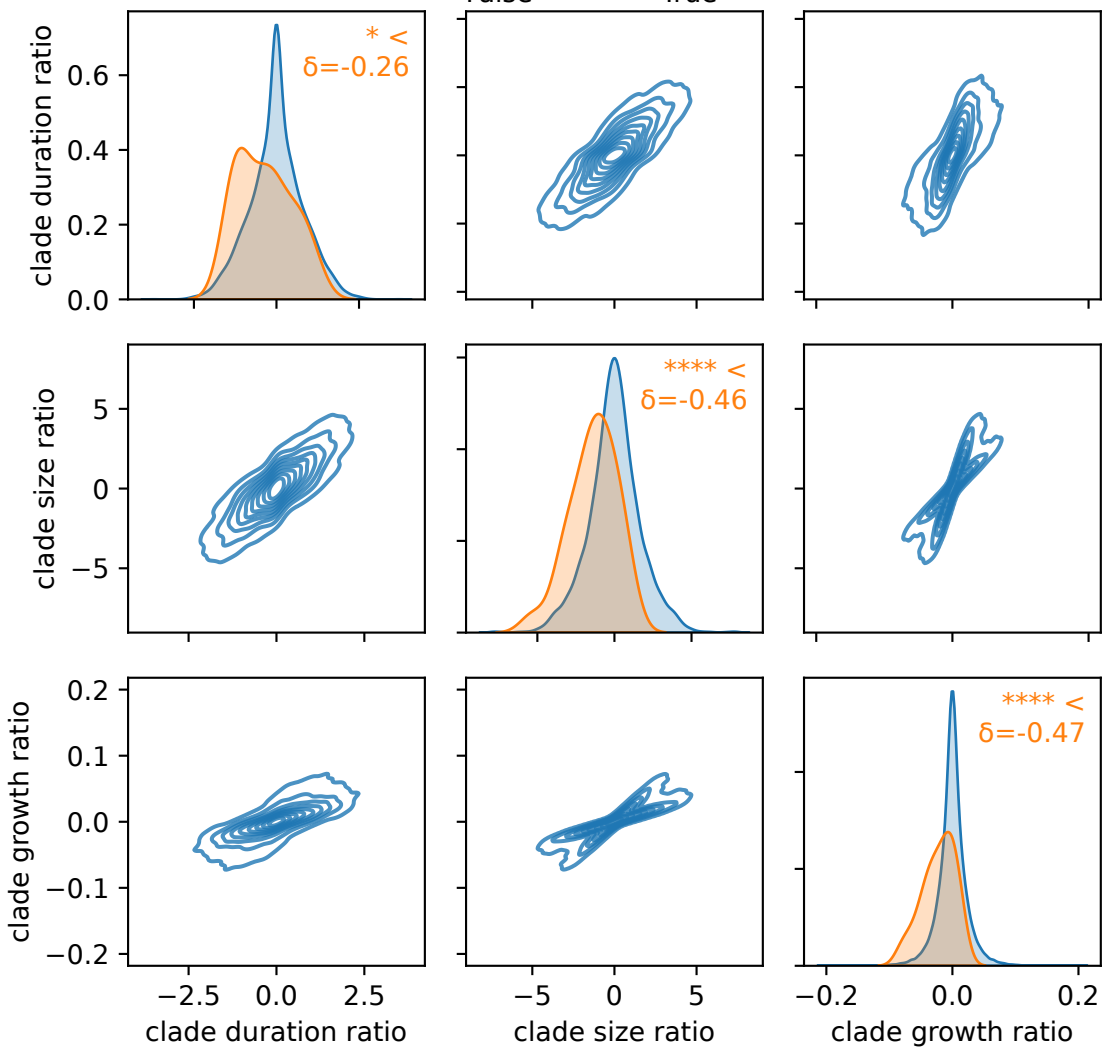 clade duration ratio
0.6
0.4
0.2
0.0
* <
δ=-0.26
clade size ratio
5
0
−5
**** <
δ=-0.46
clade growth ratio
0.2
0.1
0.0
−0.1
−0.2
**** <
δ=-0.47
−2.5 0.0 2.5
−5 0 5
−0.2 0.0 0.2
clade duration ratio
clade size ratio
clade growth ratio